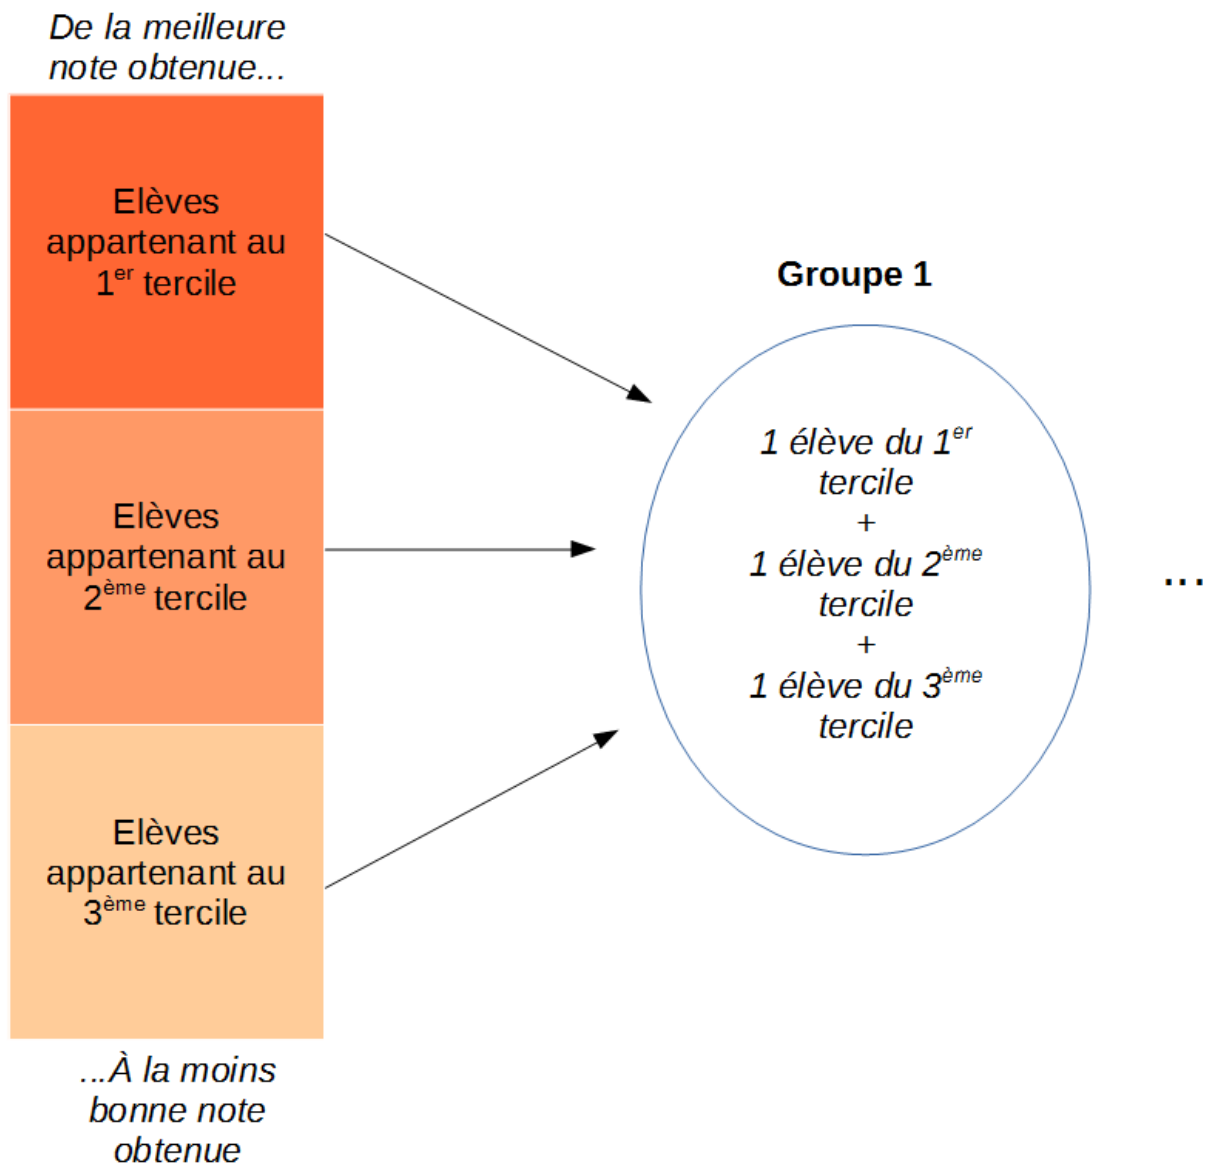 De la meilleure
note obtenue...
Elèves
appartenant au
1er tercile
Elèves
appartenant au
2ème tercile
Elèves
appartenant au
3ème tercile
...À la moins
bonne note
obtenue
Groupe 1
1 élève du 1er
tercile
+
1 élève du 2ème
tercile
+
1 élève du 3ème
tercile
...